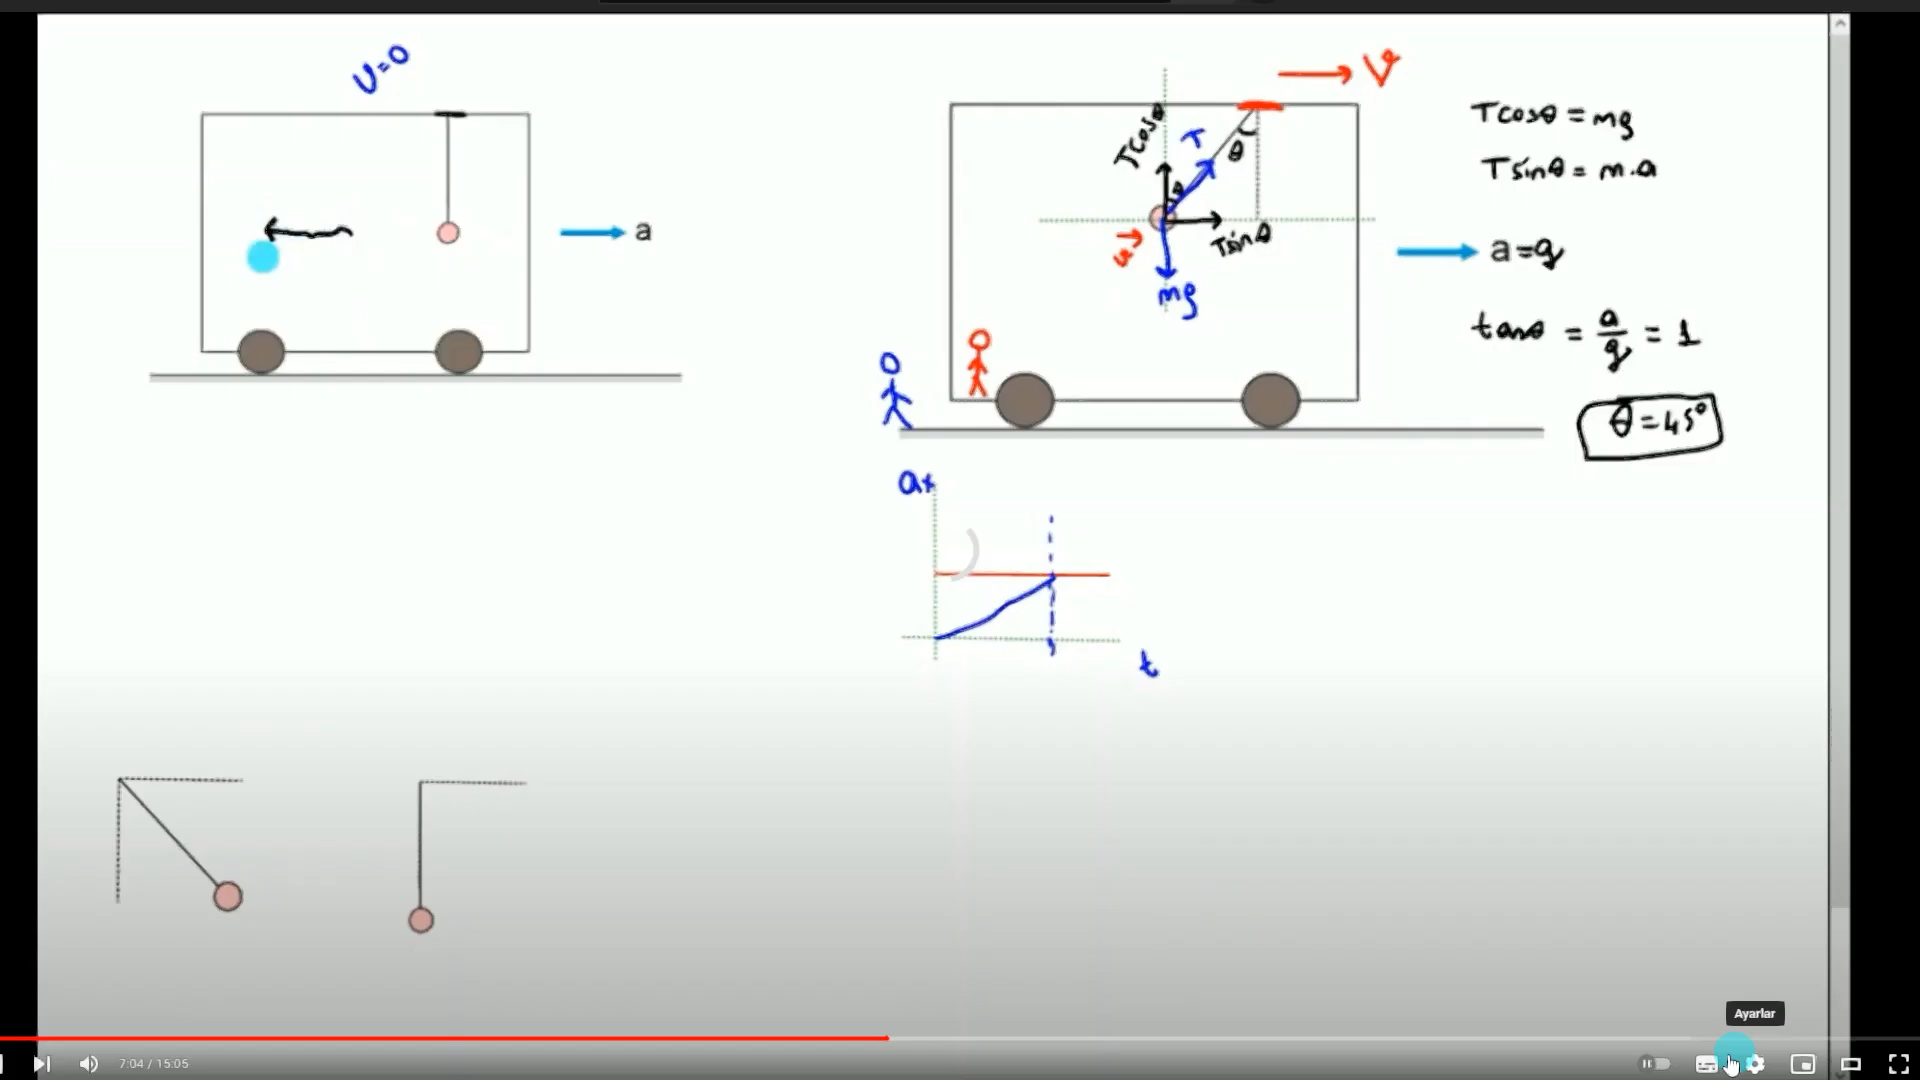 U=0
a
V
Tcosθ
T
θ
θ
Tsinθ
u
mg
Tcosθ = mg
Tsinθ = m.a
a=g
tanθ = a/g = 1
θ=45°
ax
t
Ayarlar
7:04 / 15:05